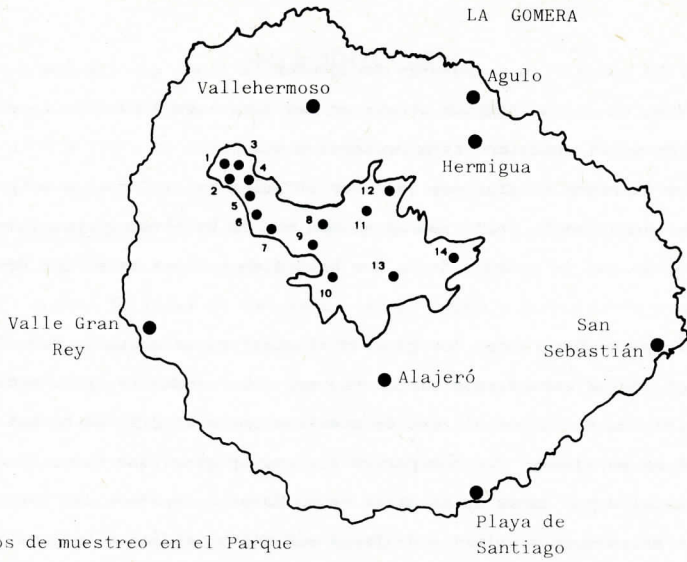 LA GOMERA
Vallehermoso
Agulo
Hermigua
1
3
4
2
5
6
7
8
9
10
11
12
13
14
Valle Gran
Rey
San
Sebastián
Alajeró
Playa de
Santiago
os de muestreo en el Parque